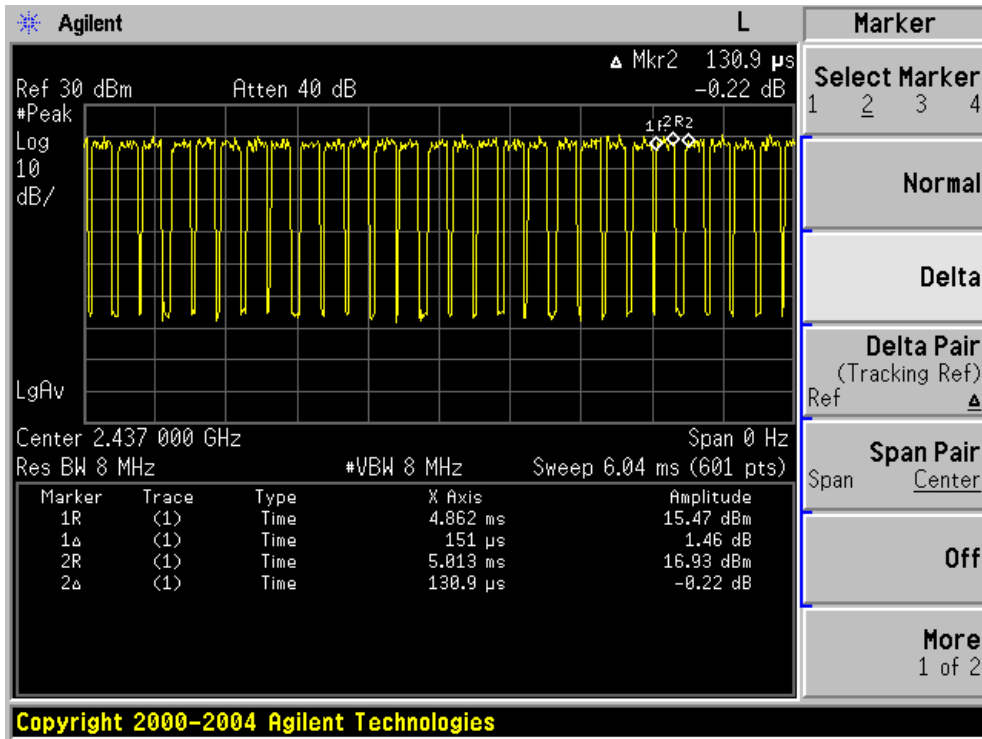 Agilent L Marker
Δ Mkr2 130.9 µs
Ref 30 dBm Atten 40 dB -0.22 dB
#Peak
Log
10
dB/
2
R2
LgAv
Center 2.437 000 GHz Span 0 Hz
Res BW 8 MHz #VBW 8 MHz Sweep 6.04 ms (601 pts)
Marker Trace Type X Axis Amplitude
1R (1) Time 4.862 ms 15.47 dBm
1Δ (1) Time 151 µs 1.46 dB
2R (1) Time 5.013 ms 16.93 dBm
2Δ (1) Time 130.9 µs -0.22 dB
Select Marker
1 2 3 4
Normal
Delta
Delta Pair
(Tracking Ref)
Ref Δ
Span Pair
Span Center
Off
More
1 of 2
Copyright 2000-2004 Agilent Technologies